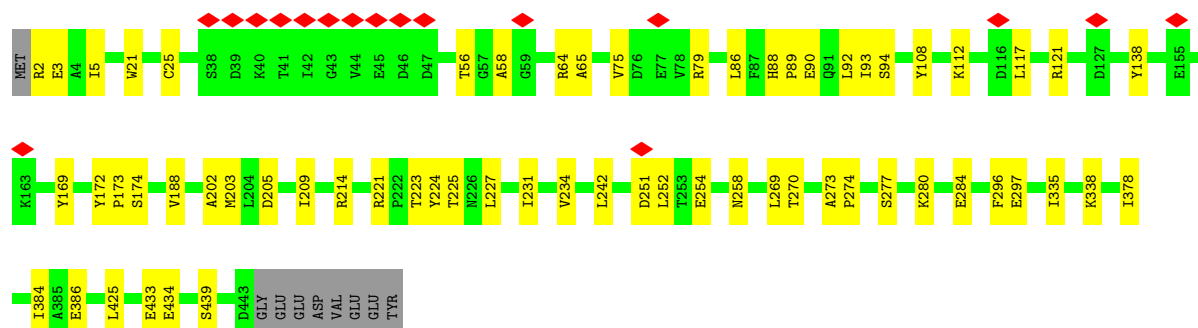 MET R2 E3 A4 I5 W21 C25 S38 D39 K40 T41 I42 G43 V44 E45 D46 D47 T56 G57 A58 G59 R64 A65 V75 D76 E77 V78 R79 L86 F87 H88 P89 E90 Q91 L92 I93 S94 Y108 K112 D116 L117 R121 D127 Y138 E155
K163 Y169 Y172 P173 S174 V188 A202 M203 L204 D205 I209 R214 R221 P222 T223 Y224 T225 N226 L227 I231 V234 L242 D251 L252 T253 E254 N258 L269 T270 A273 P274 S277 K280 E284 F296 E297 I335 K338 I378
I384 A385 E386 L425 E433 E434 S439 D443 GLY GLU GLU ASP VAL GLU GLU TYR